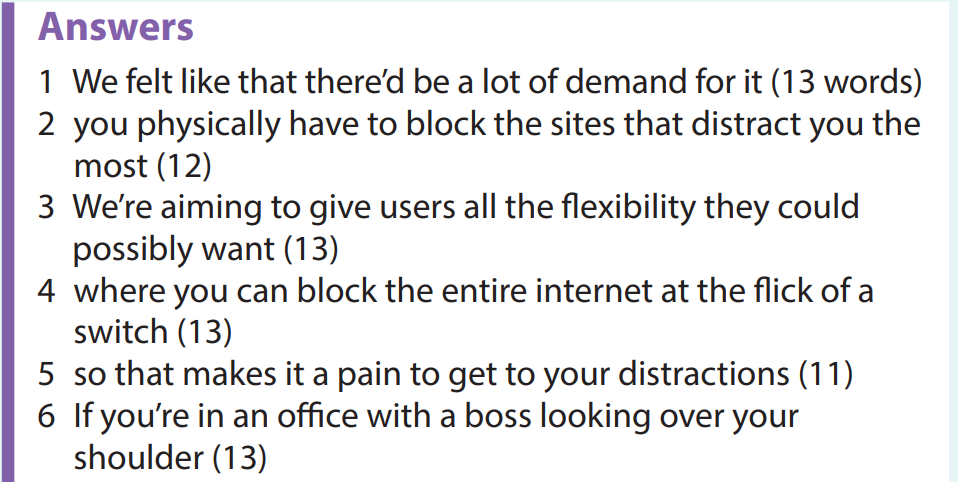 Answers
1 We felt like that there’d be a lot of demand for it (13 words)
2 you physically have to block the sites that distract you the
most (12)
3 We’re aiming to give users all the flexibility they could
possibly want (13)
4 where you can block the entire internet at the flick of a
switch (13)
5 so that makes it a pain to get to your distractions (11)
6 If you’re in an office with a boss looking over your
shoulder (13)